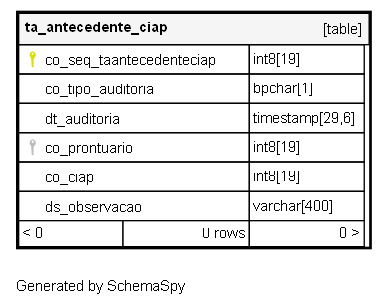 ta_antecedente_ciap [table]
co_seq_taantecedenteciap int8[19]
co_tipo_auditoria bpchar[1]
dt_auditoria timestamp[29,6]
co_prontuario int8[19]
co_ciap int8[19]
ds_observacao varchar[400]
< 0 0 rows 0 >
Generated by SchemaSpy